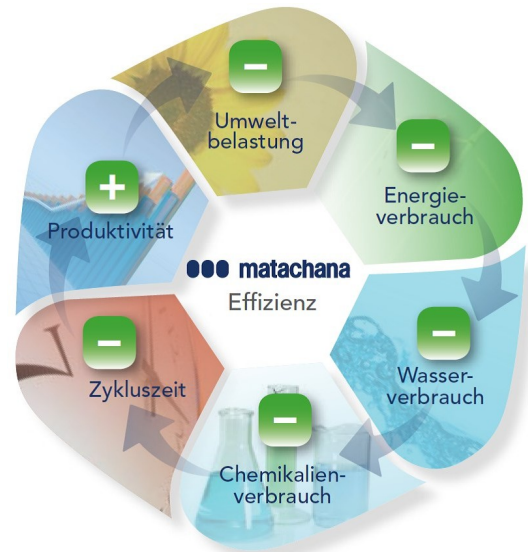 −
Umwelt-
belastung
−
Energie-
verbrauch
−
Wasser-
verbrauch
−
Chemikalien-
verbrauch
−
Zykluszeit
+
Produktivität
matachana
Effizienz